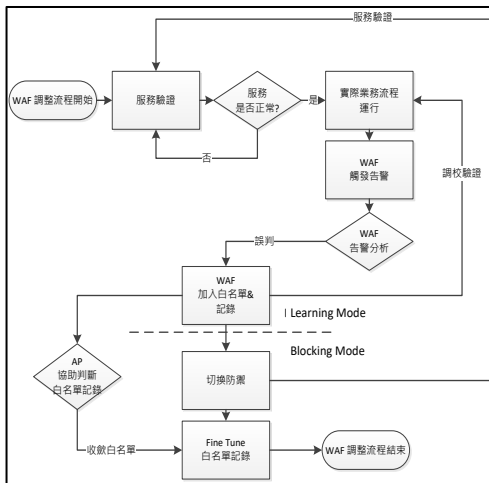 服務驗證
WAF 調整流程開始
服務驗證
服務
是否正常?
是
實際業務流程
運行
否
WAF
觸發告警
調校驗證
WAF
告警分析
誤判
WAF
加入白名單&
記錄
| Learning Mode
Blocking Mode
AP
協助判斷
白名單記錄
切換防禦
收歛白名單
Fine Tune
白名單記錄
WAF 調整流程結束